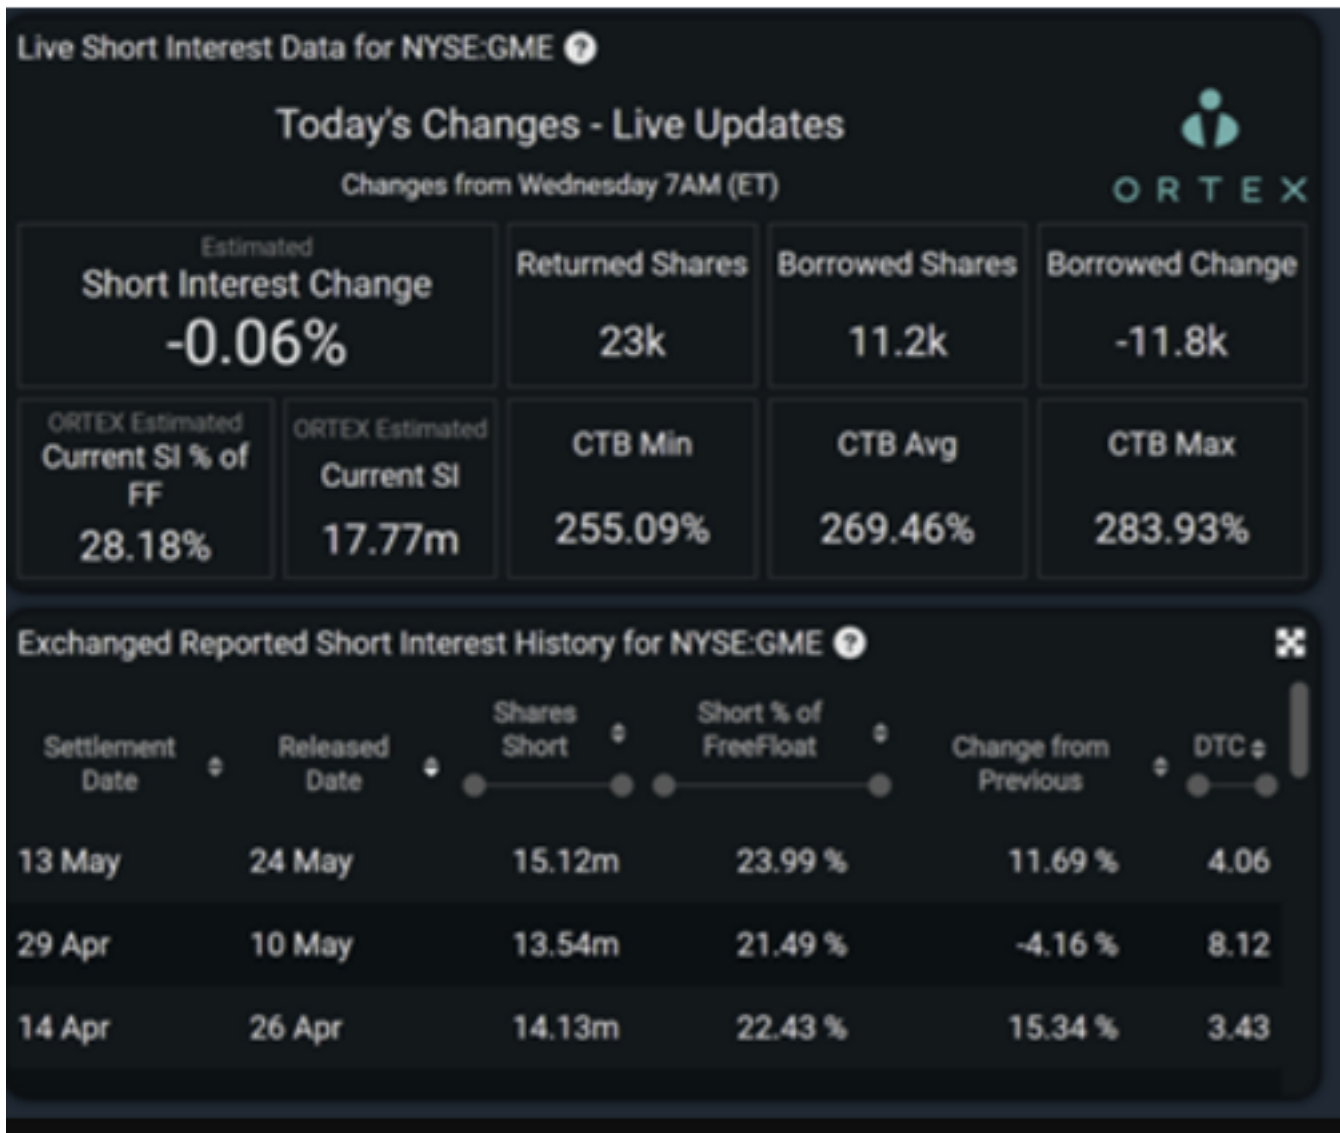 Live Short Interest Data for NYSE:GME ?
Today's Changes - Live Updates
Changes from Wednesday 7AM (ET)
ORTEX
Estimated
Short Interest Change
-0.06%
Returned Shares
23k
Borrowed Shares
11.2k
Borrowed Change
-11.8k
ORTEX Estimated
Current SI % of
FF
28.18%
ORTEX Estimated
Current SI
17.77m
CTB Min
255.09%
CTB Avg
269.46%
CTB Max
283.93%
Exchanged Reported Short Interest History for NYSE:GME ?
Settlement
Date
Released
Date
Shares
Short
Short % of
FreeFloat
Change from
Previous
DTC
13 May 24 May 15.12m 23.99 % 11.69 % 4.06
29 Apr 10 May 13.54m 21.49 % -4.16 % 8.12
14 Apr 26 Apr 14.13m 22.43 % 15.34 % 3.43